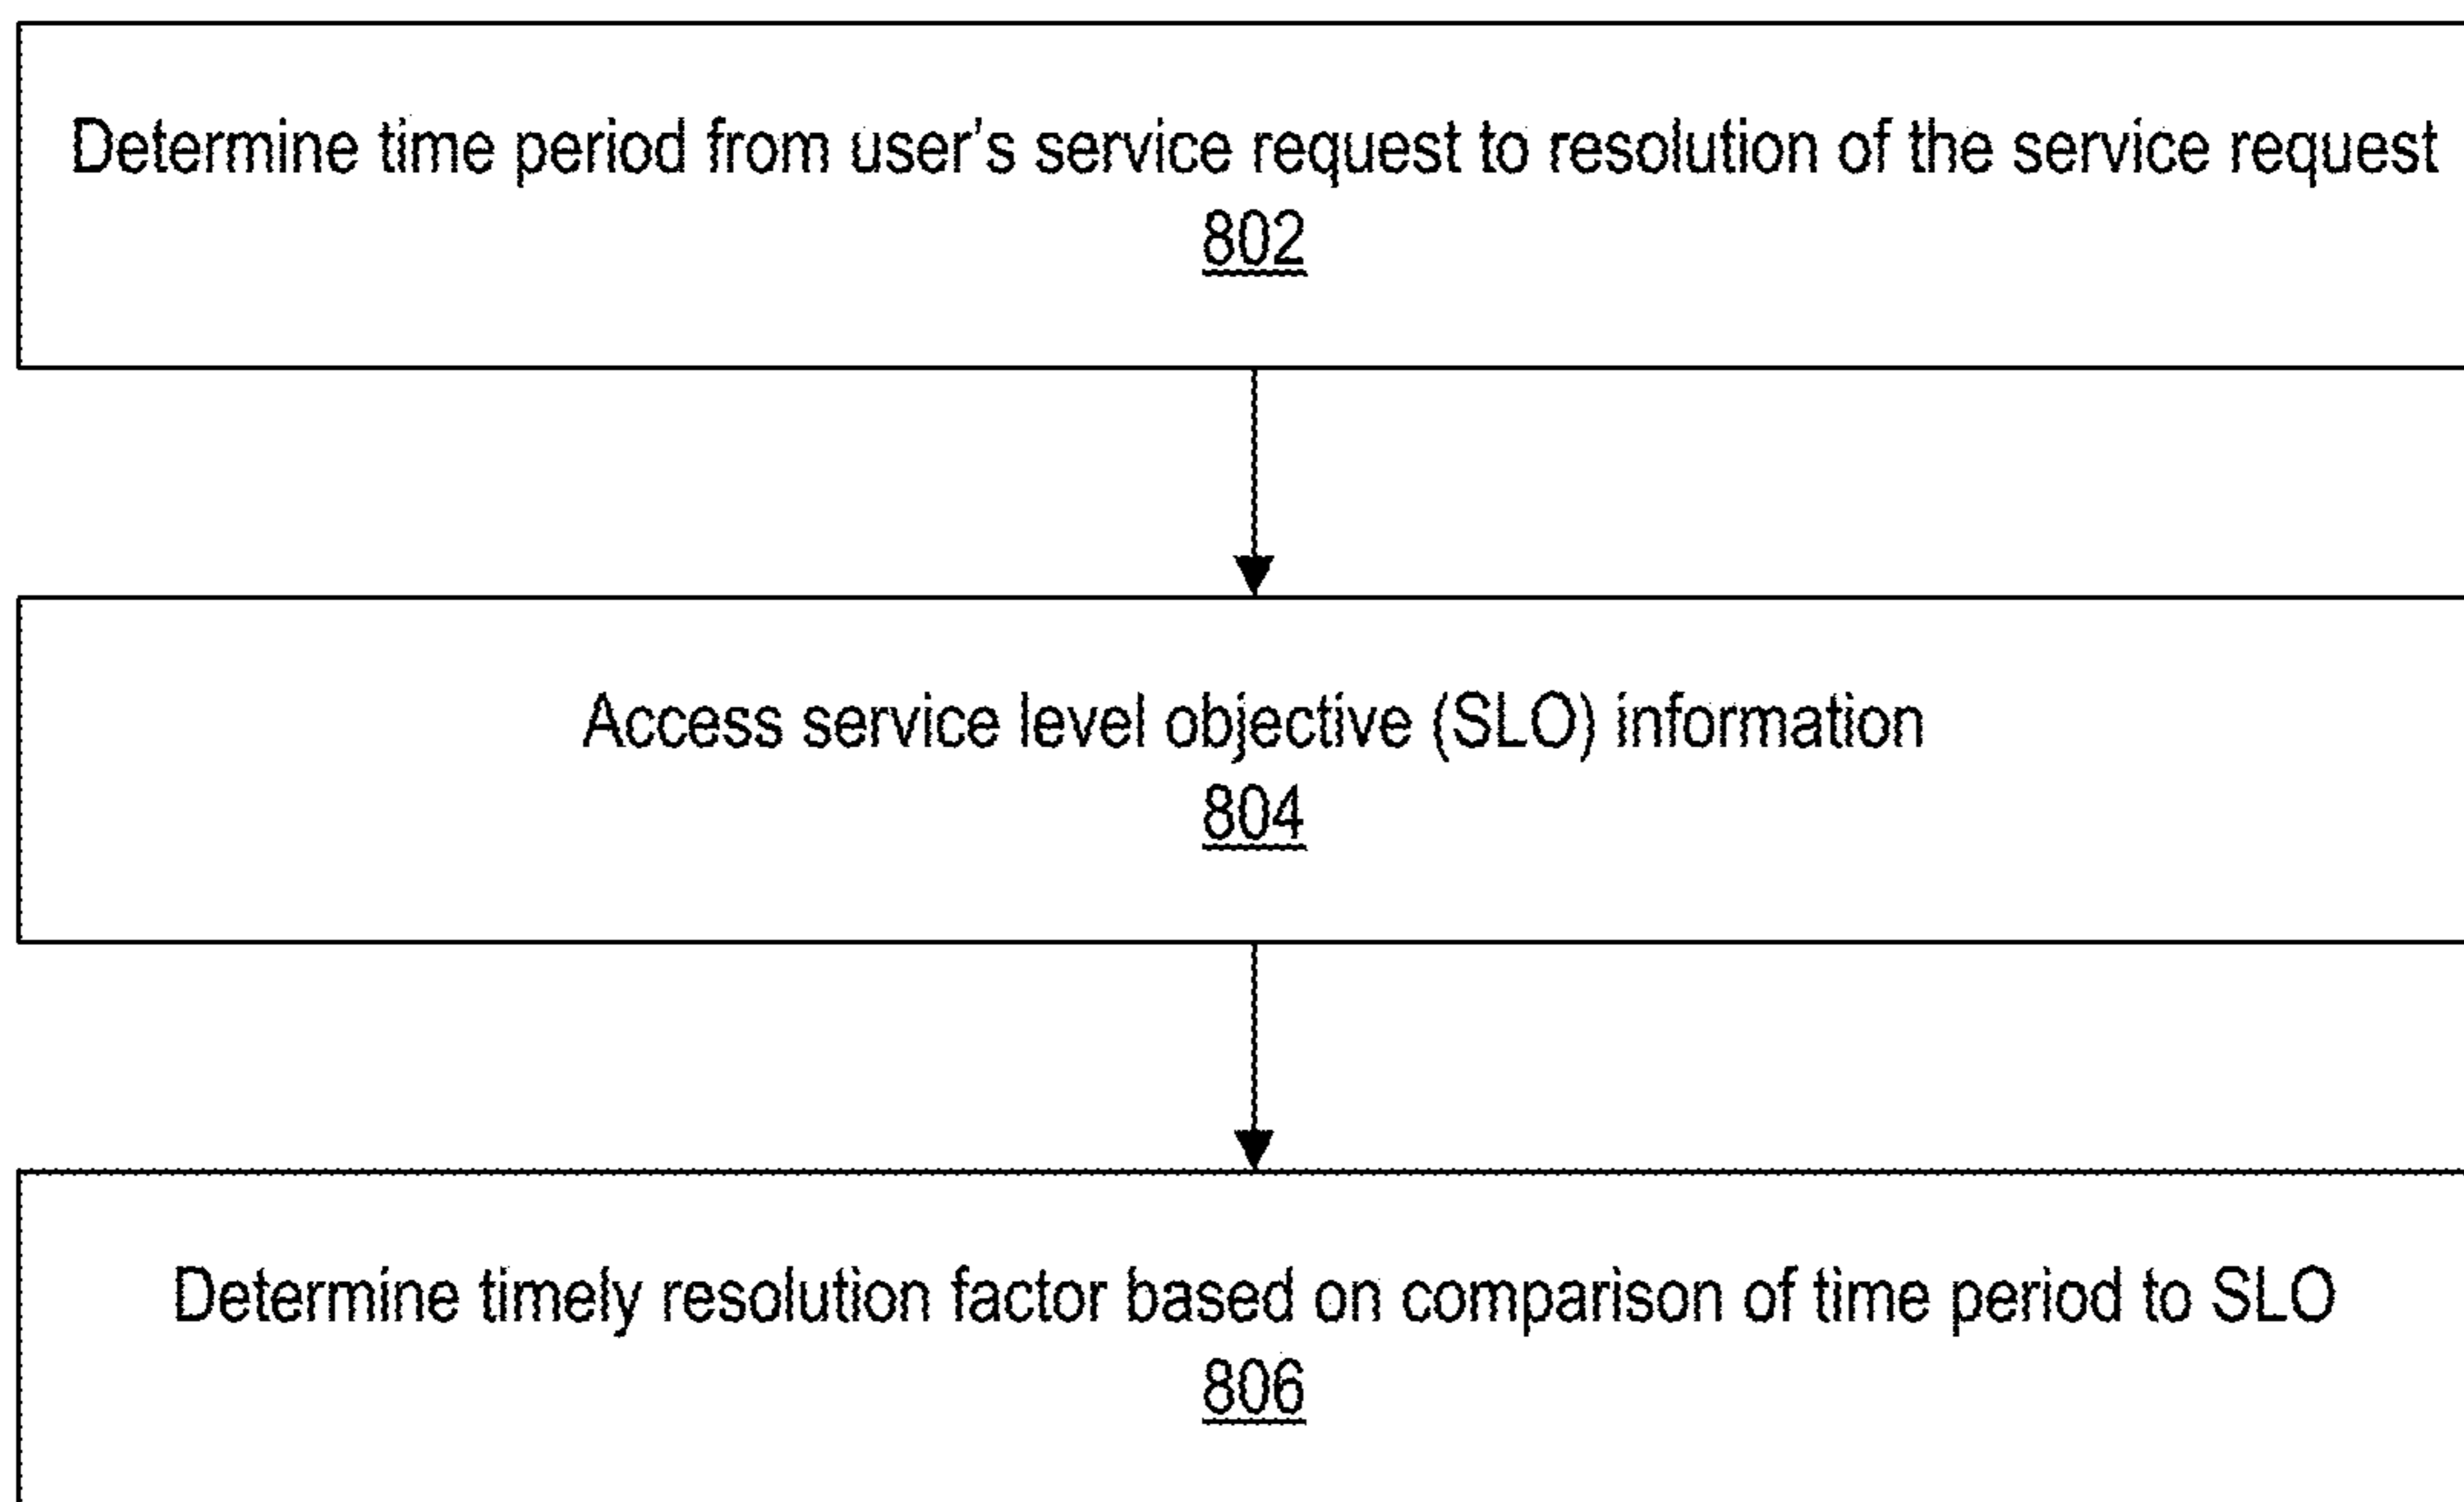 Determine time period from user's service request to resolution of the service request
802
Access service level objective (SLO) information
804
Determine timely resolution factor based on comparison of time period to SLO
806